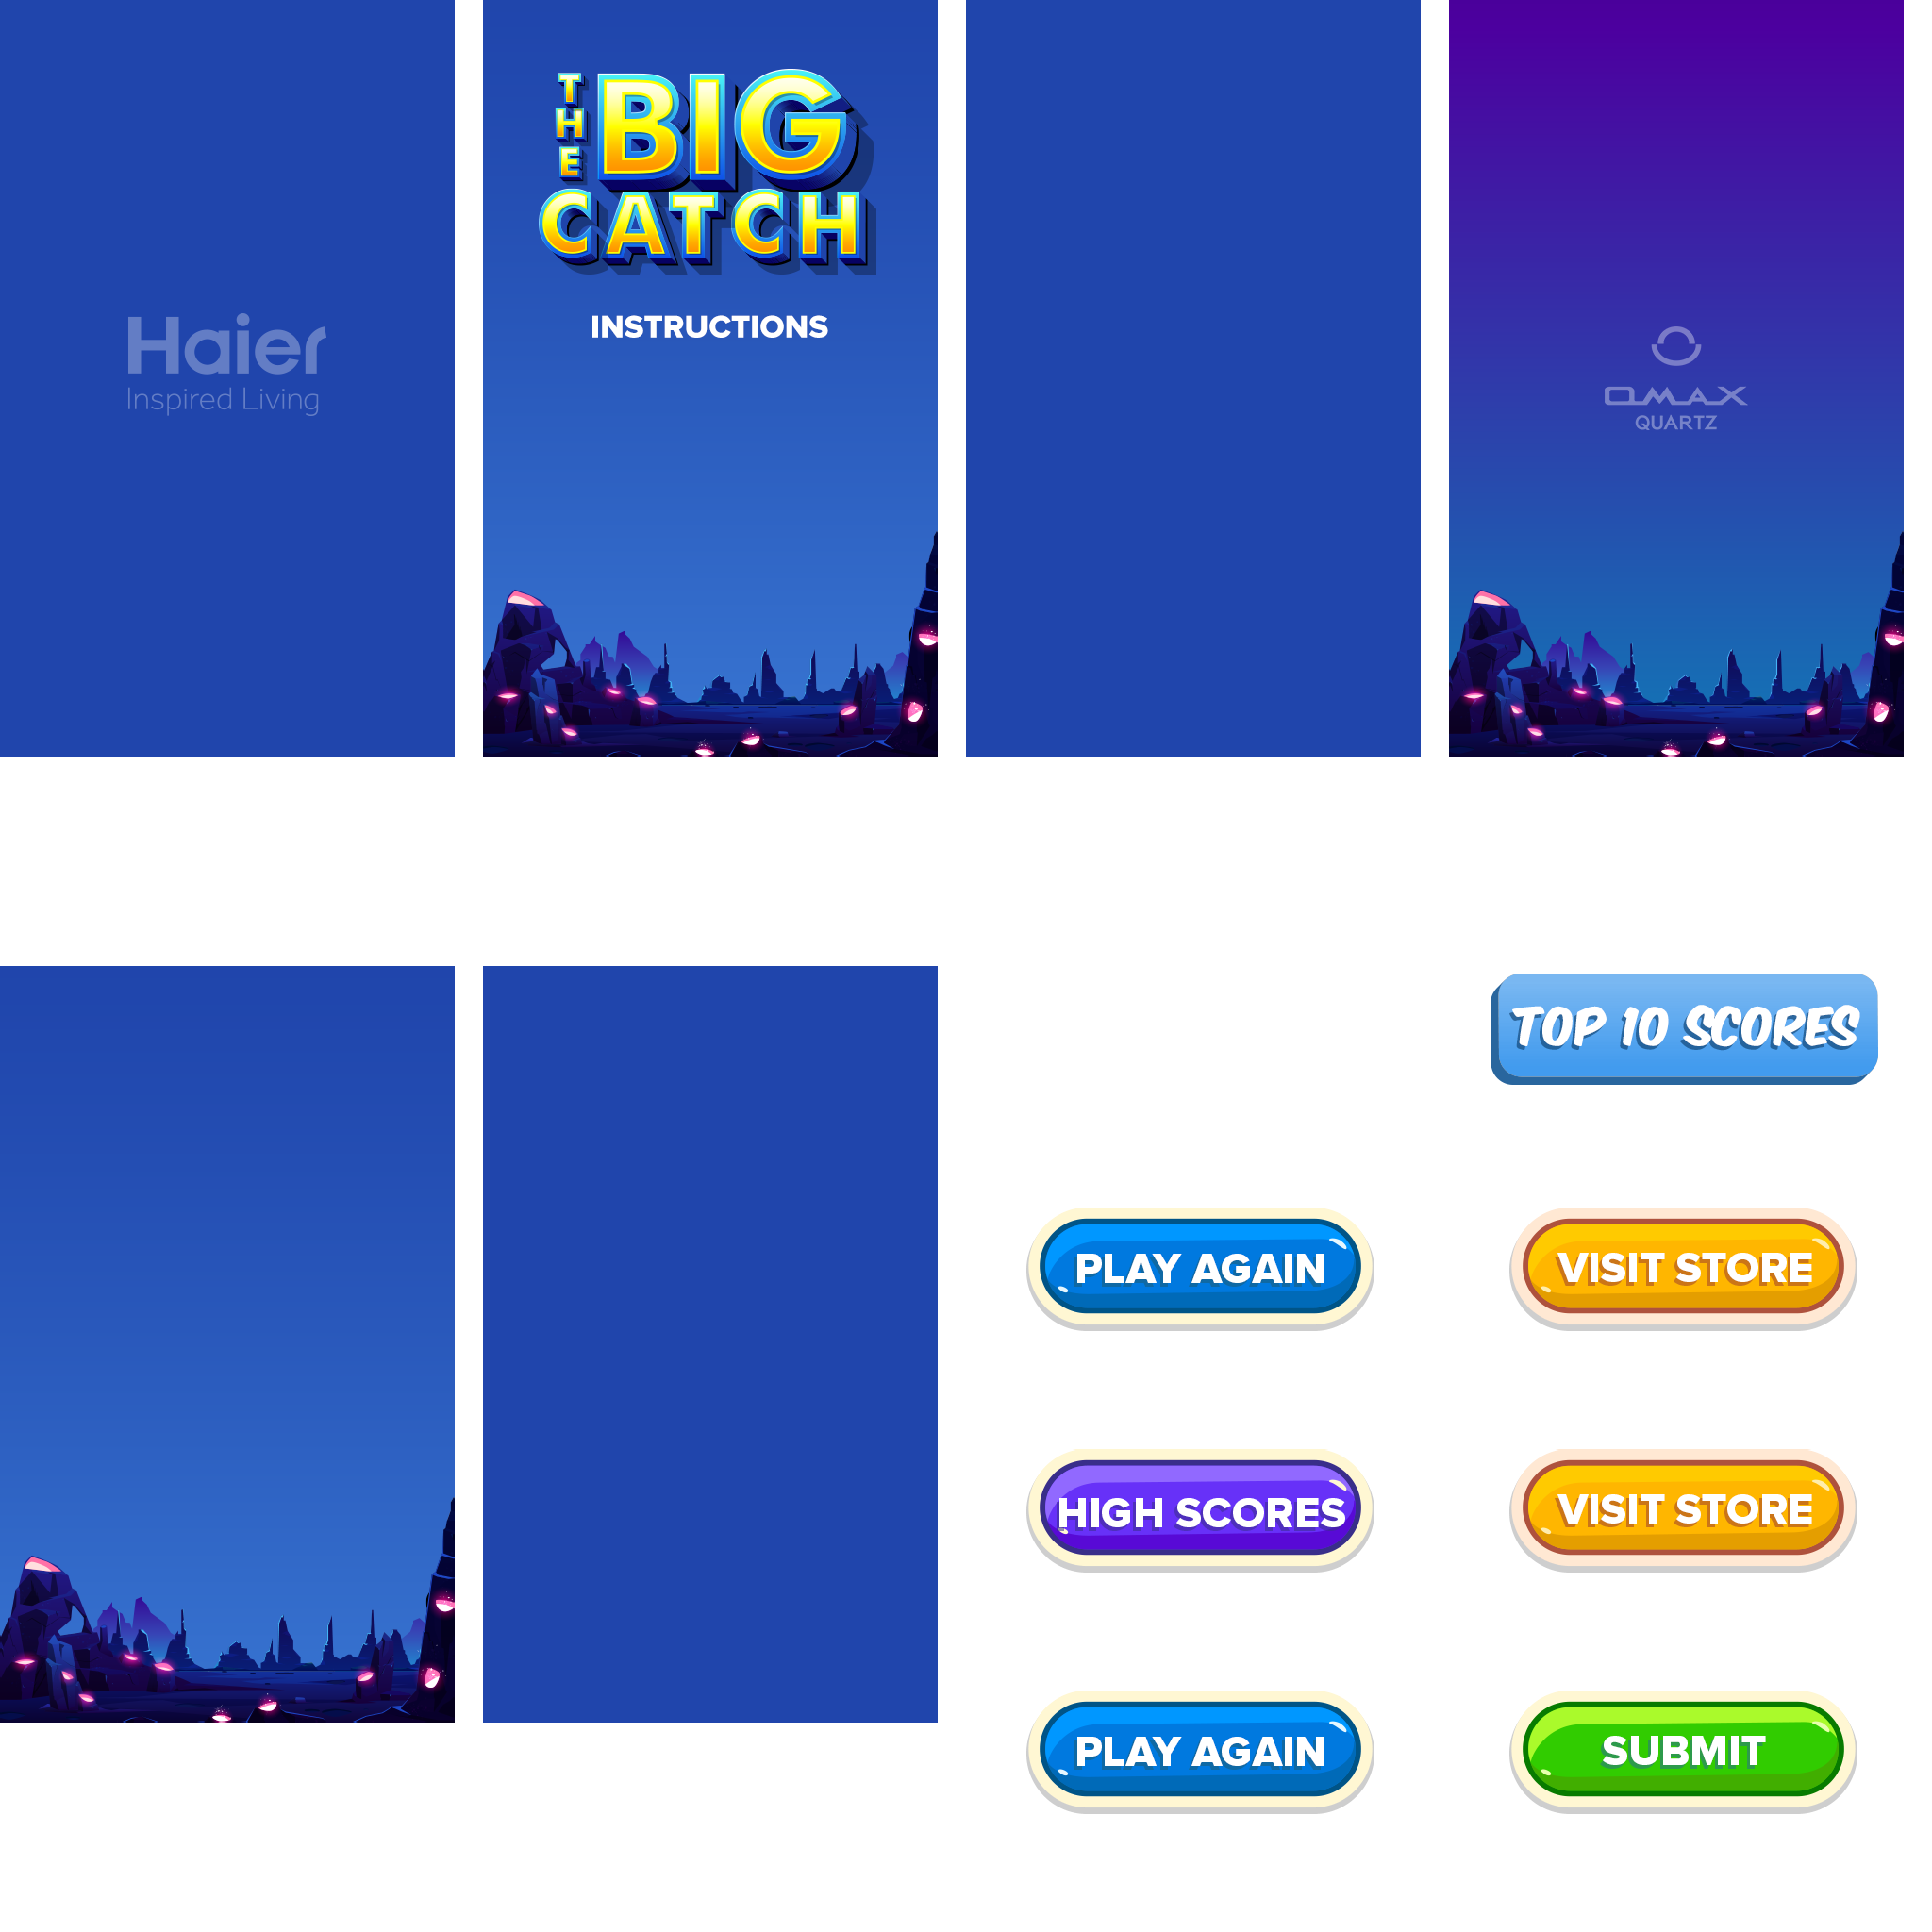 Haier
Inspired Living
THE
BIG
CATCH
INSTRUCTIONS
OMAX
QUARTZ
TOP 10 SCORES
PLAY AGAIN
VISIT STORE
HIGH SCORES
VISIT STORE
PLAY AGAIN
SUBMIT